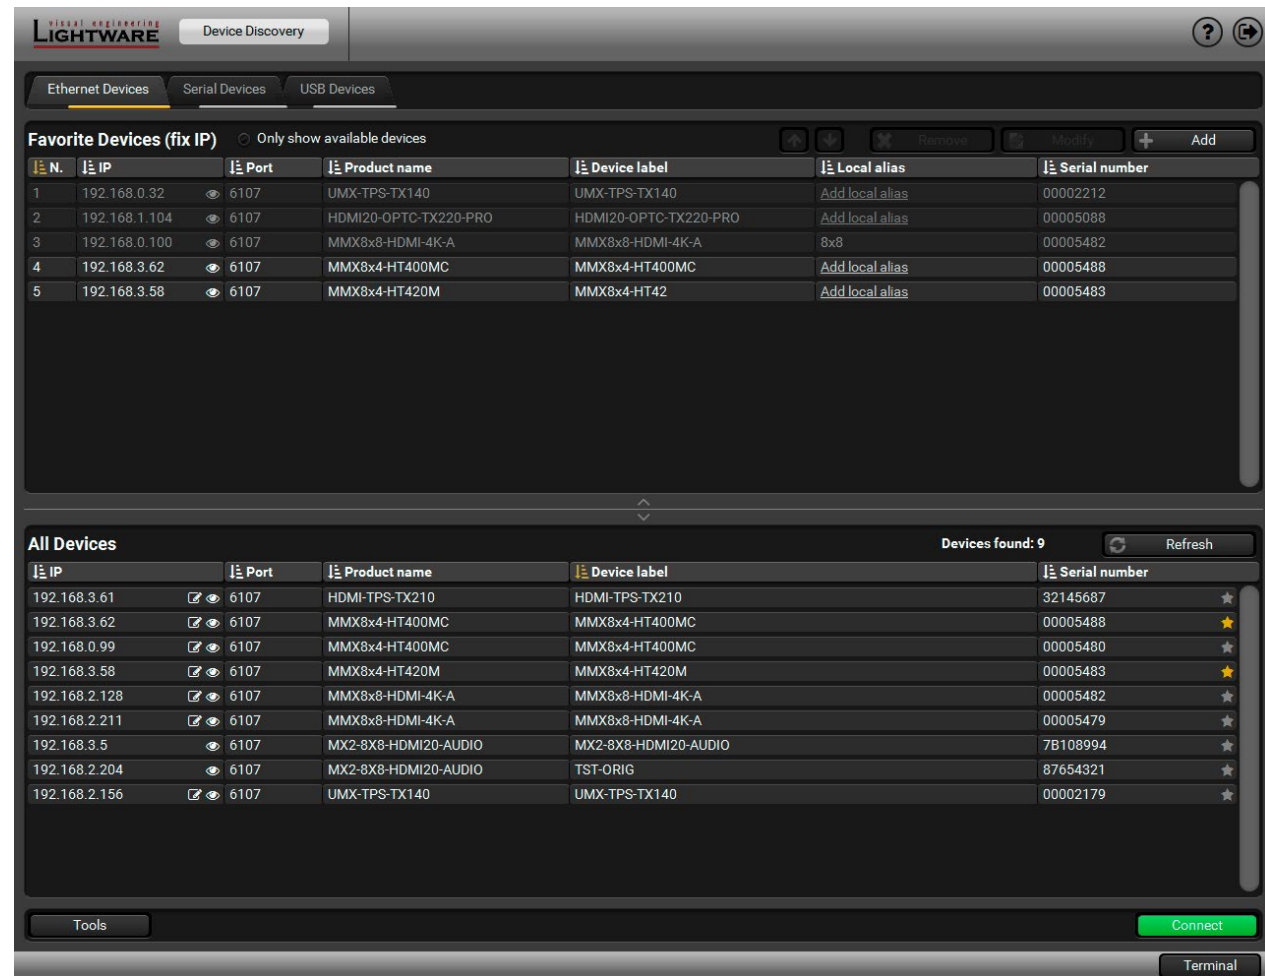 visual engineering
LIGHTWARE
Device Discovery
?
Ethernet Devices Serial Devices USB Devices
Favorite Devices (fix IP) Only show available devices Remove Modify Add
N. IP Port Product name Device label Local alias Serial number
1 192.168.0.32 6107 UMX-TPS-TX140 UMX-TPS-TX140 Add local alias 00002212
2 192.168.1.104 6107 HDMI20-OPTC-TX220-PRO HDMI20-OPTC-TX220-PRO Add local alias 00005088
3 192.168.0.100 6107 MMX8x8-HDMI-4K-A MMX8x8-HDMI-4K-A 8x8 00005482
4 192.168.3.62 6107 MMX8x4-HT400MC MMX8x4-HT400MC Add local alias 00005488
5 192.168.3.58 6107 MMX8x4-HT420M MMX8x4-HT42 Add local alias 00005483
All Devices Devices found: 9 Refresh
IP Port Product name Device label Serial number
192.168.3.61 6107 HDMI-TPS-TX210 HDMI-TPS-TX210 32145687
192.168.3.62 6107 MMX8x4-HT400MC MMX8x4-HT400MC 00005488
192.168.0.99 6107 MMX8x4-HT400MC MMX8x4-HT400MC 00005480
192.168.3.58 6107 MMX8x4-HT420M MMX8x4-HT420M 00005483
192.168.2.128 6107 MMX8x8-HDMI-4K-A MMX8x8-HDMI-4K-A 00005482
192.168.2.211 6107 MMX8x8-HDMI-4K-A MMX8x8-HDMI-4K-A 00005479
192.168.3.5 6107 MX2-8X8-HDMI20-AUDIO MX2-8X8-HDMI20-AUDIO 7B108994
192.168.2.204 6107 MX2-8X8-HDMI20-AUDIO TST-ORIG 87654321
192.168.2.156 6107 UMX-TPS-TX140 UMX-TPS-TX140 00002179
Tools Connect
Terminal